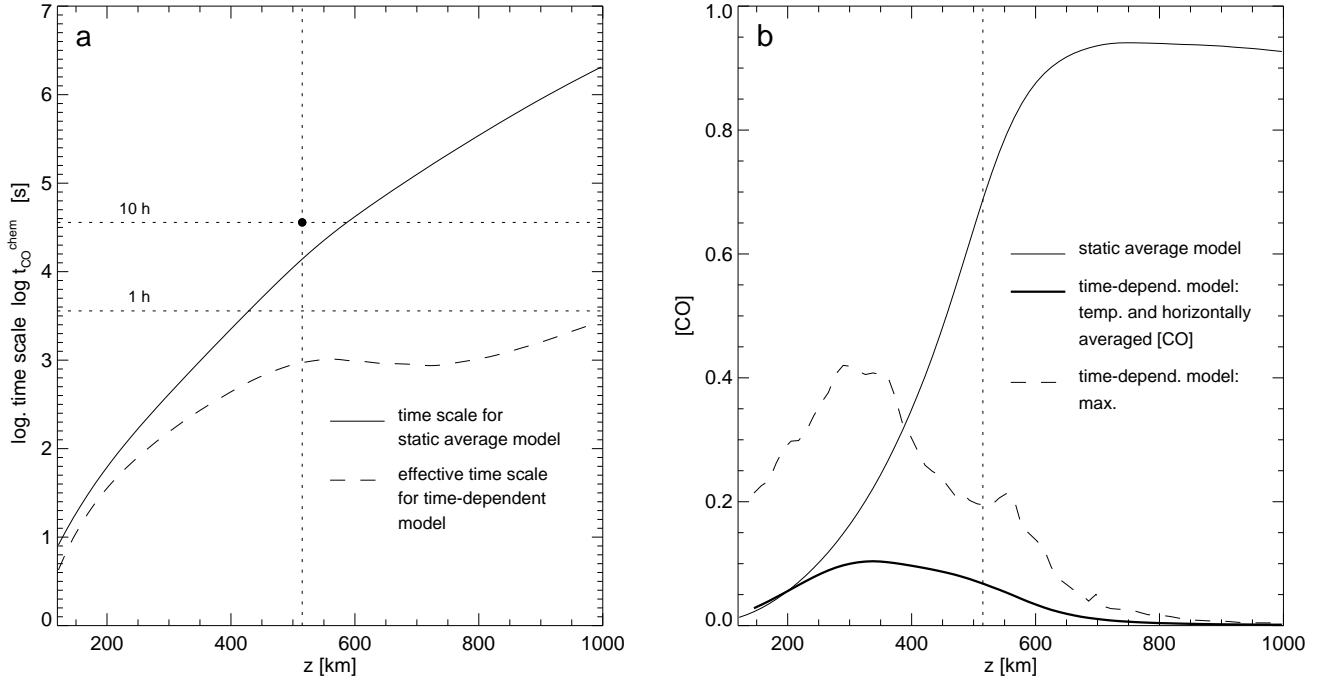 a
log. time scale log t_CO^chem [s]
7
6
5
4
3
2
1
0
10 h
1 h
time scale for
static average model
effective time scale
for time-dependent
model
200
400
600
800
1000
z [km]
b
[CO]
1.0
0.8
0.6
0.4
0.2
0.0
static average model
time-depend. model:
temp. and horizontally
averaged [CO]
time-depend. model:
max.
200
400
600
800
1000
z [km]